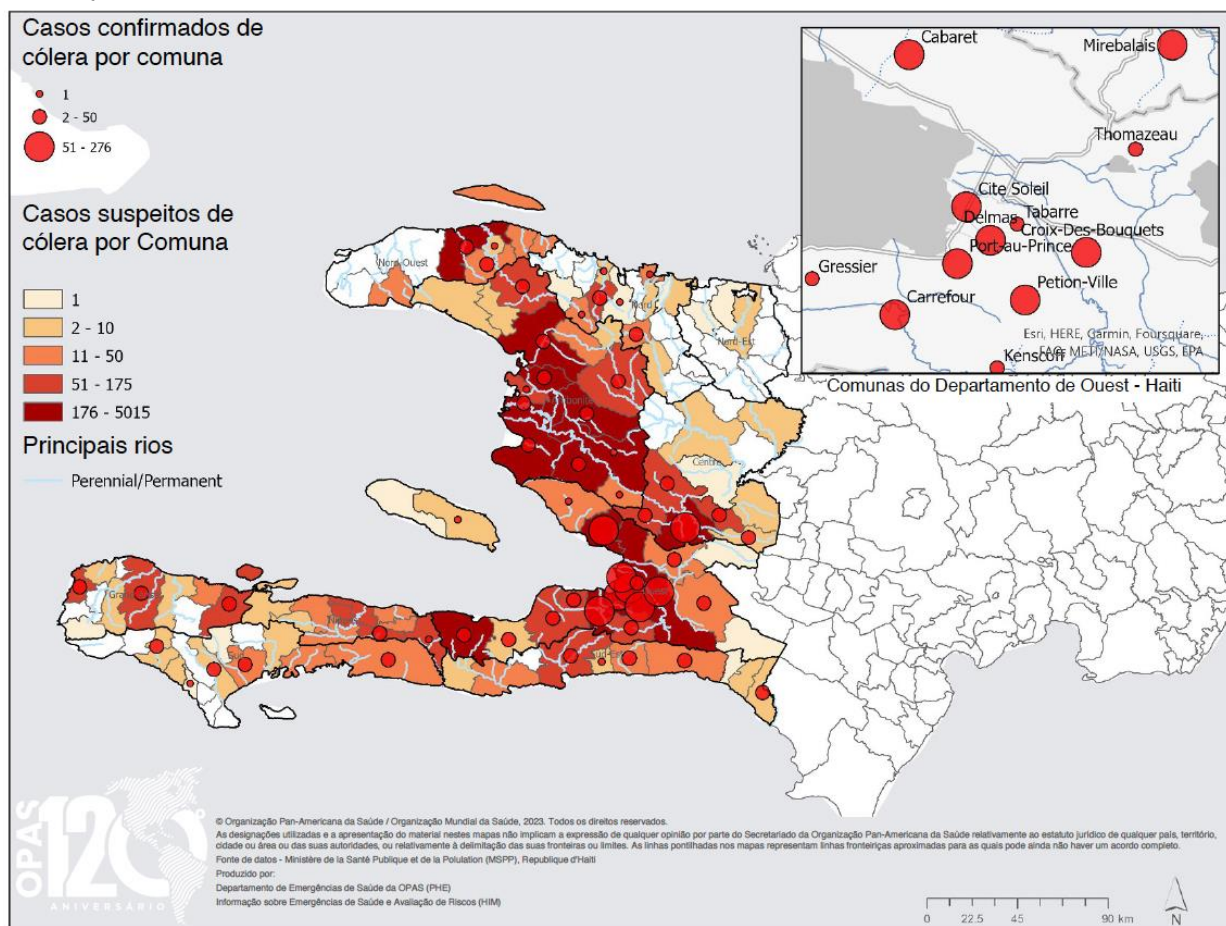 Casos confirmados de
cólera por comuna
1
2 - 50
51 - 276
Casos suspeitos de
cólera por Comuna
1
2 - 10
11 - 50
51 - 175
176 - 5015
Principais rios
Perennial/Permanent
Cabaret
Mirebalais
Thomazeau
Cite Soleil
Tabarre
Delmas
Croix-Des-Bouquets
Port-au-Prince
Gressier
Petion-Ville
Carrefour
Kenscoff
Esri, HERE, Garmin, Foursquare,
FAO, METI/NASA, USGS, EPA
Comunas do Departamento de Ouest - Haiti
Nord-Ouest
Nord
Nord-Est
Centre
OPAS 120º
ANIVERSÁRIO
© Organização Pan-Americana da Saúde / Organização Mundial da Saúde, 2023. Todos os direitos reservados.
As designações utilizadas e a apresentação do material nestes mapas não implicam a expressão de qualquer opinião por parte do Secretariado da Organização Pan-Americana da Saúde relativamente ao estatuto jurídico de qualquer país, território,
cidade ou área ou das suas autoridades, ou relativamente à delimitação das suas fronteiras ou limites. As linhas pontilhadas nos mapas representam linhas fronteiriças aproximadas para as quais pode ainda não haver um acordo completo.
Fonte de datos - Ministère de la Santé Publique et de la Polulation (MSPP), Republique d'Haiti
Produzido por:
Departamento de Emergências de Saúde da OPAS (PHE)
Informação sobre Emergências de Saúde e Avaliação de Riscos (HIM)
0 22.5 45 90 km
N